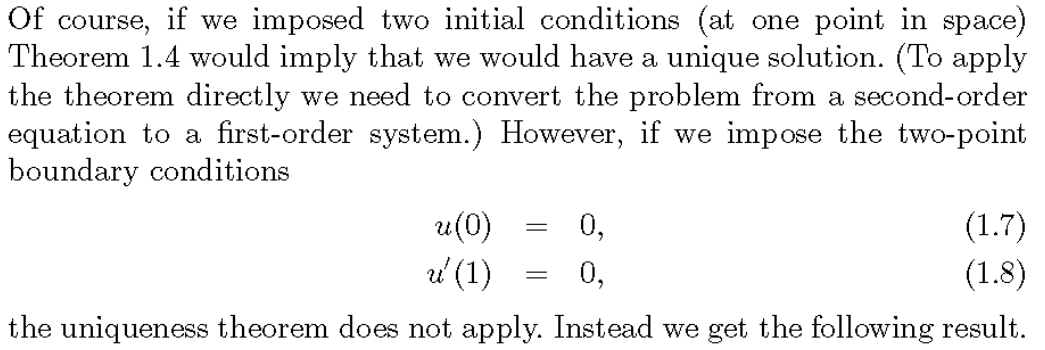 Of course, if we imposed two initial conditions (at one point in space)
Theorem 1.4 would imply that we would have a unique solution. (To apply
the theorem directly we need to convert the problem from a second-order
equation to a first-order system.) However, if we impose the two-point
boundary conditions
u(0) = 0, (1.7)
u′(1) = 0, (1.8)
the uniqueness theorem does not apply. Instead we get the following result.